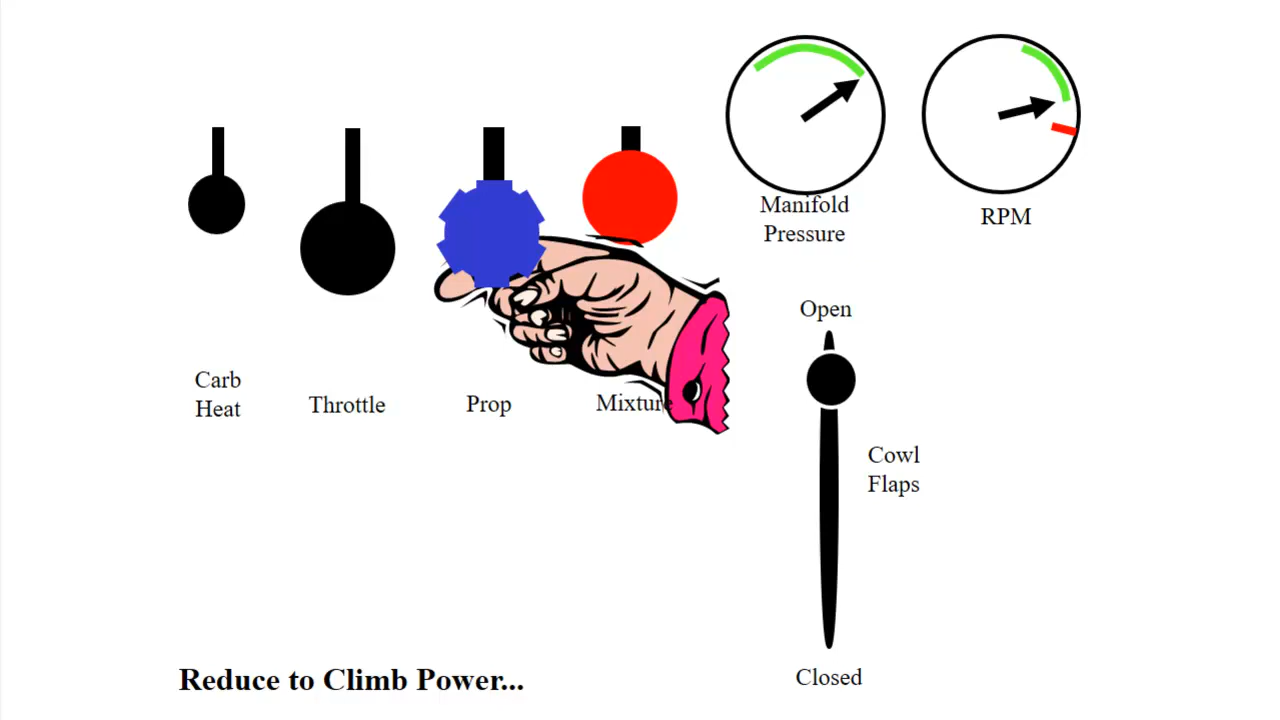 Manifold
Pressure
RPM
Open
Carb
Heat
Throttle
Prop
Mixture
Cowl
Flaps
Closed
Reduce to Climb Power...